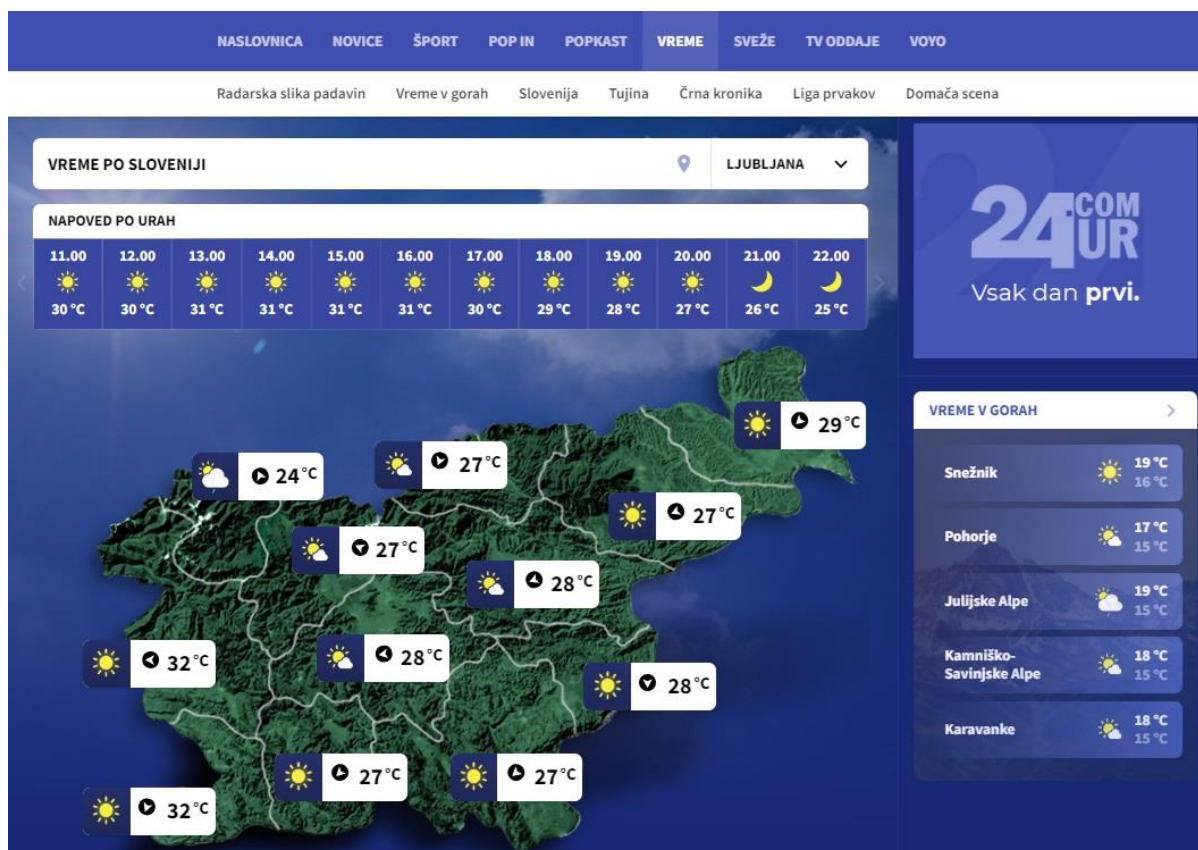 NASLOVNICA NOVICE ŠPORT POP IN POPKAST VREME SVEŽE TV ODDAJE VOYO
Radarska slika padavin Vreme v gorah Slovenija Tujina Črna kronika Liga prvakov Domača scena
VREME PO SLOVENIJI LJUBLJANA
NAPOVED PO URAH
11.00 12.00 13.00 14.00 15.00 16.00 17.00 18.00 19.00 20.00 21.00 22.00
30 °C 30 °C 31 °C 31 °C 31 °C 31 °C 30 °C 29 °C 28 °C 27 °C 26 °C 25 °C
29 °C
27 °C
24 °C
27 °C
27 °C
28 °C
28 °C
32 °C
28 °C
27 °C
27 °C
32 °C
24
24 COM
UR
Vsak dan prvi.
VREME V GORAH
Snežnik 19 °C
16 °C
Pohorje 17 °C
15 °C
Julijske Alpe 19 °C
15 °C
Kamniško- 18 °C
Savinjske Alpe 15 °C
Karavanke 18 °C
15 °C